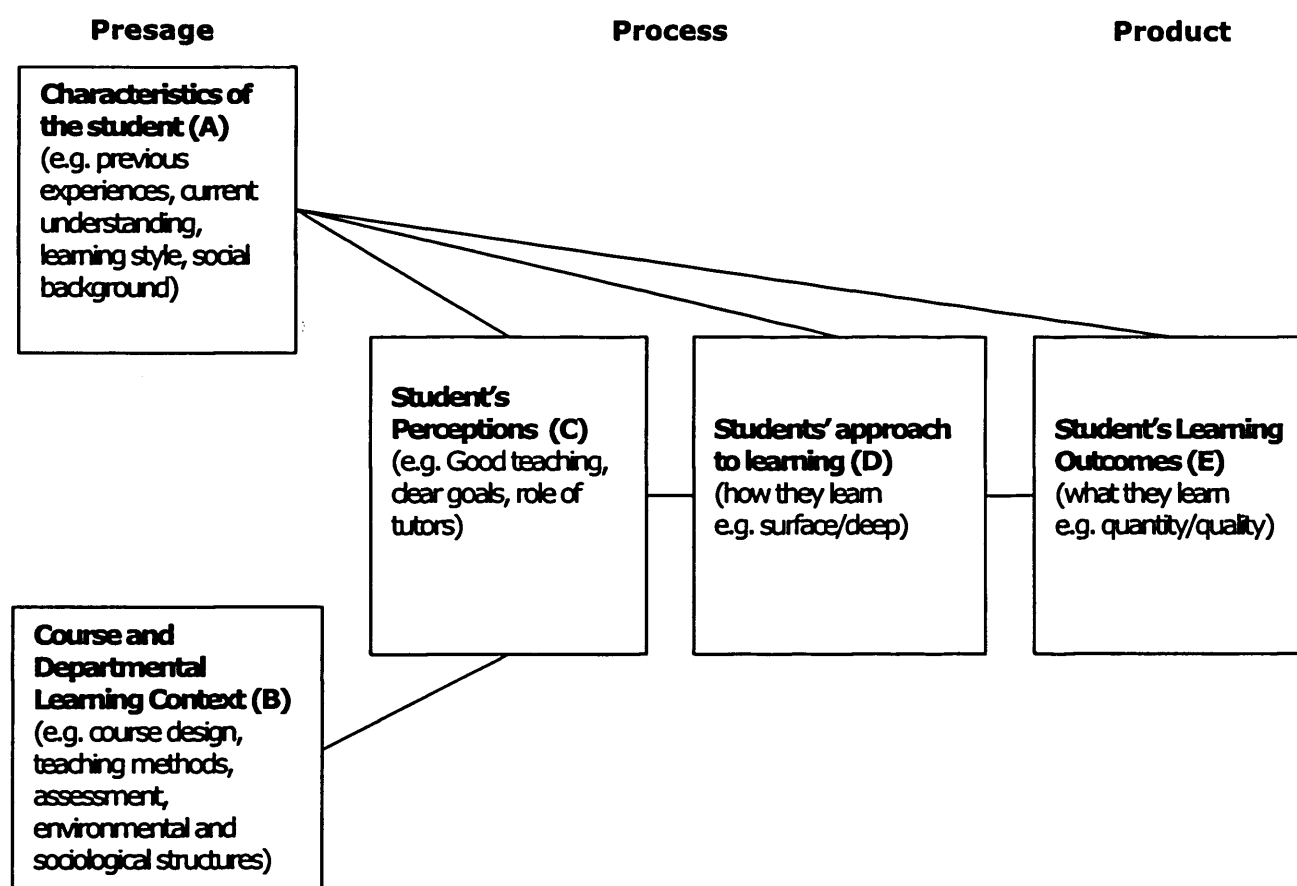 Presage Process Product
Characteristics of
the student (A)
(e.g. previous
experiences, current
understanding,
learning style, social
background)
Student's
Perceptions (C)
(e.g. Good teaching,
clear goals, role of
tutors)
Students' approach
to learning (D)
(how they learn
e.g. surface/deep)
Student's Learning
Outcomes (E)
(what they learn
e.g. quantity/quality)
Course and
Departmental
Learning Context (B)
(e.g. course design,
teaching methods,
assessment,
environmental and
sociological structures)